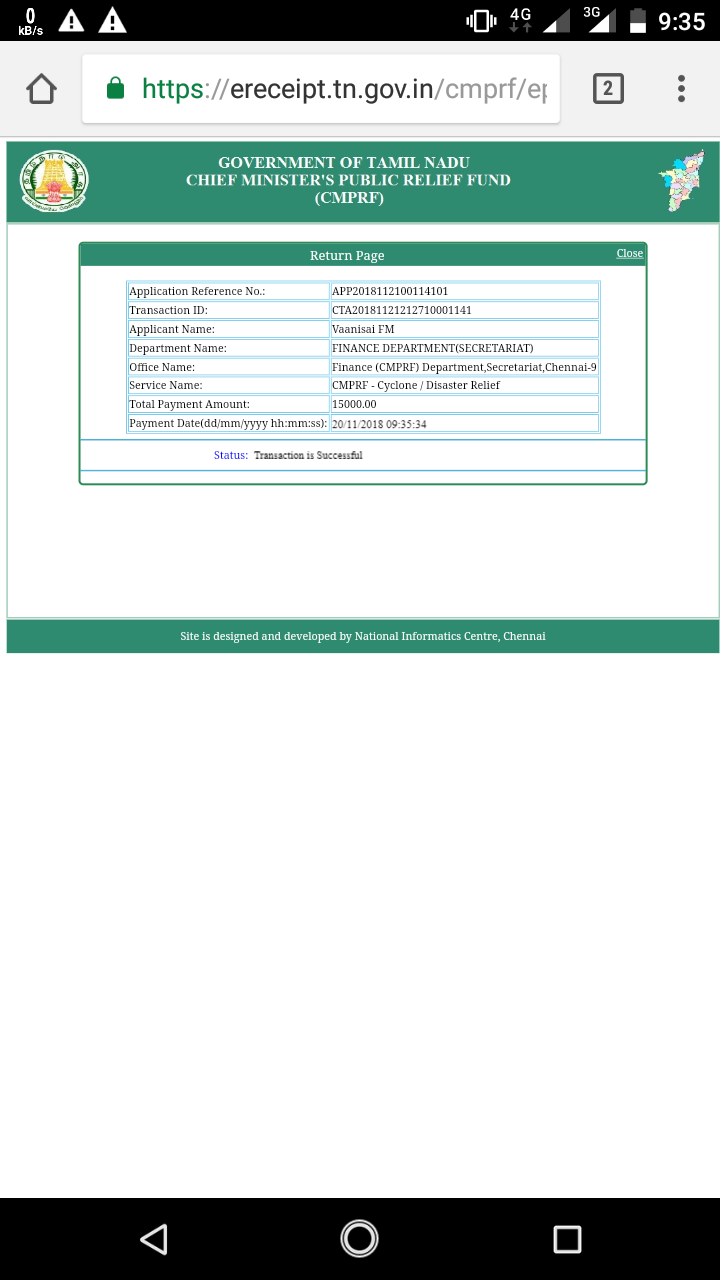 0
kB/s
4G
3G
9:35
https://ereceipt.tn.gov.in/cmprf/ep
2
GOVERNMENT OF TAMIL NADU
CHIEF MINISTER'S PUBLIC RELIEF FUND
(CMPRF)
Return Page
Close
Application Reference No.: APP2018112100114101
Transaction ID: CTA20181121212710001141
Applicant Name: Vaanisai FM
Department Name: FINANCE DEPARTMENT(SECRETARIAT)
Office Name: Finance (CMPRF) Department,Secretariat,Chennai-9
Service Name: CMPRF - Cyclone / Disaster Relief
Total Payment Amount: 15000.00
Payment Date(dd/mm/yyyy hh:mm:ss): 20/11/2018 09:35:34
Status: Transaction is Successful
Site is designed and developed by National Informatics Centre, Chennai